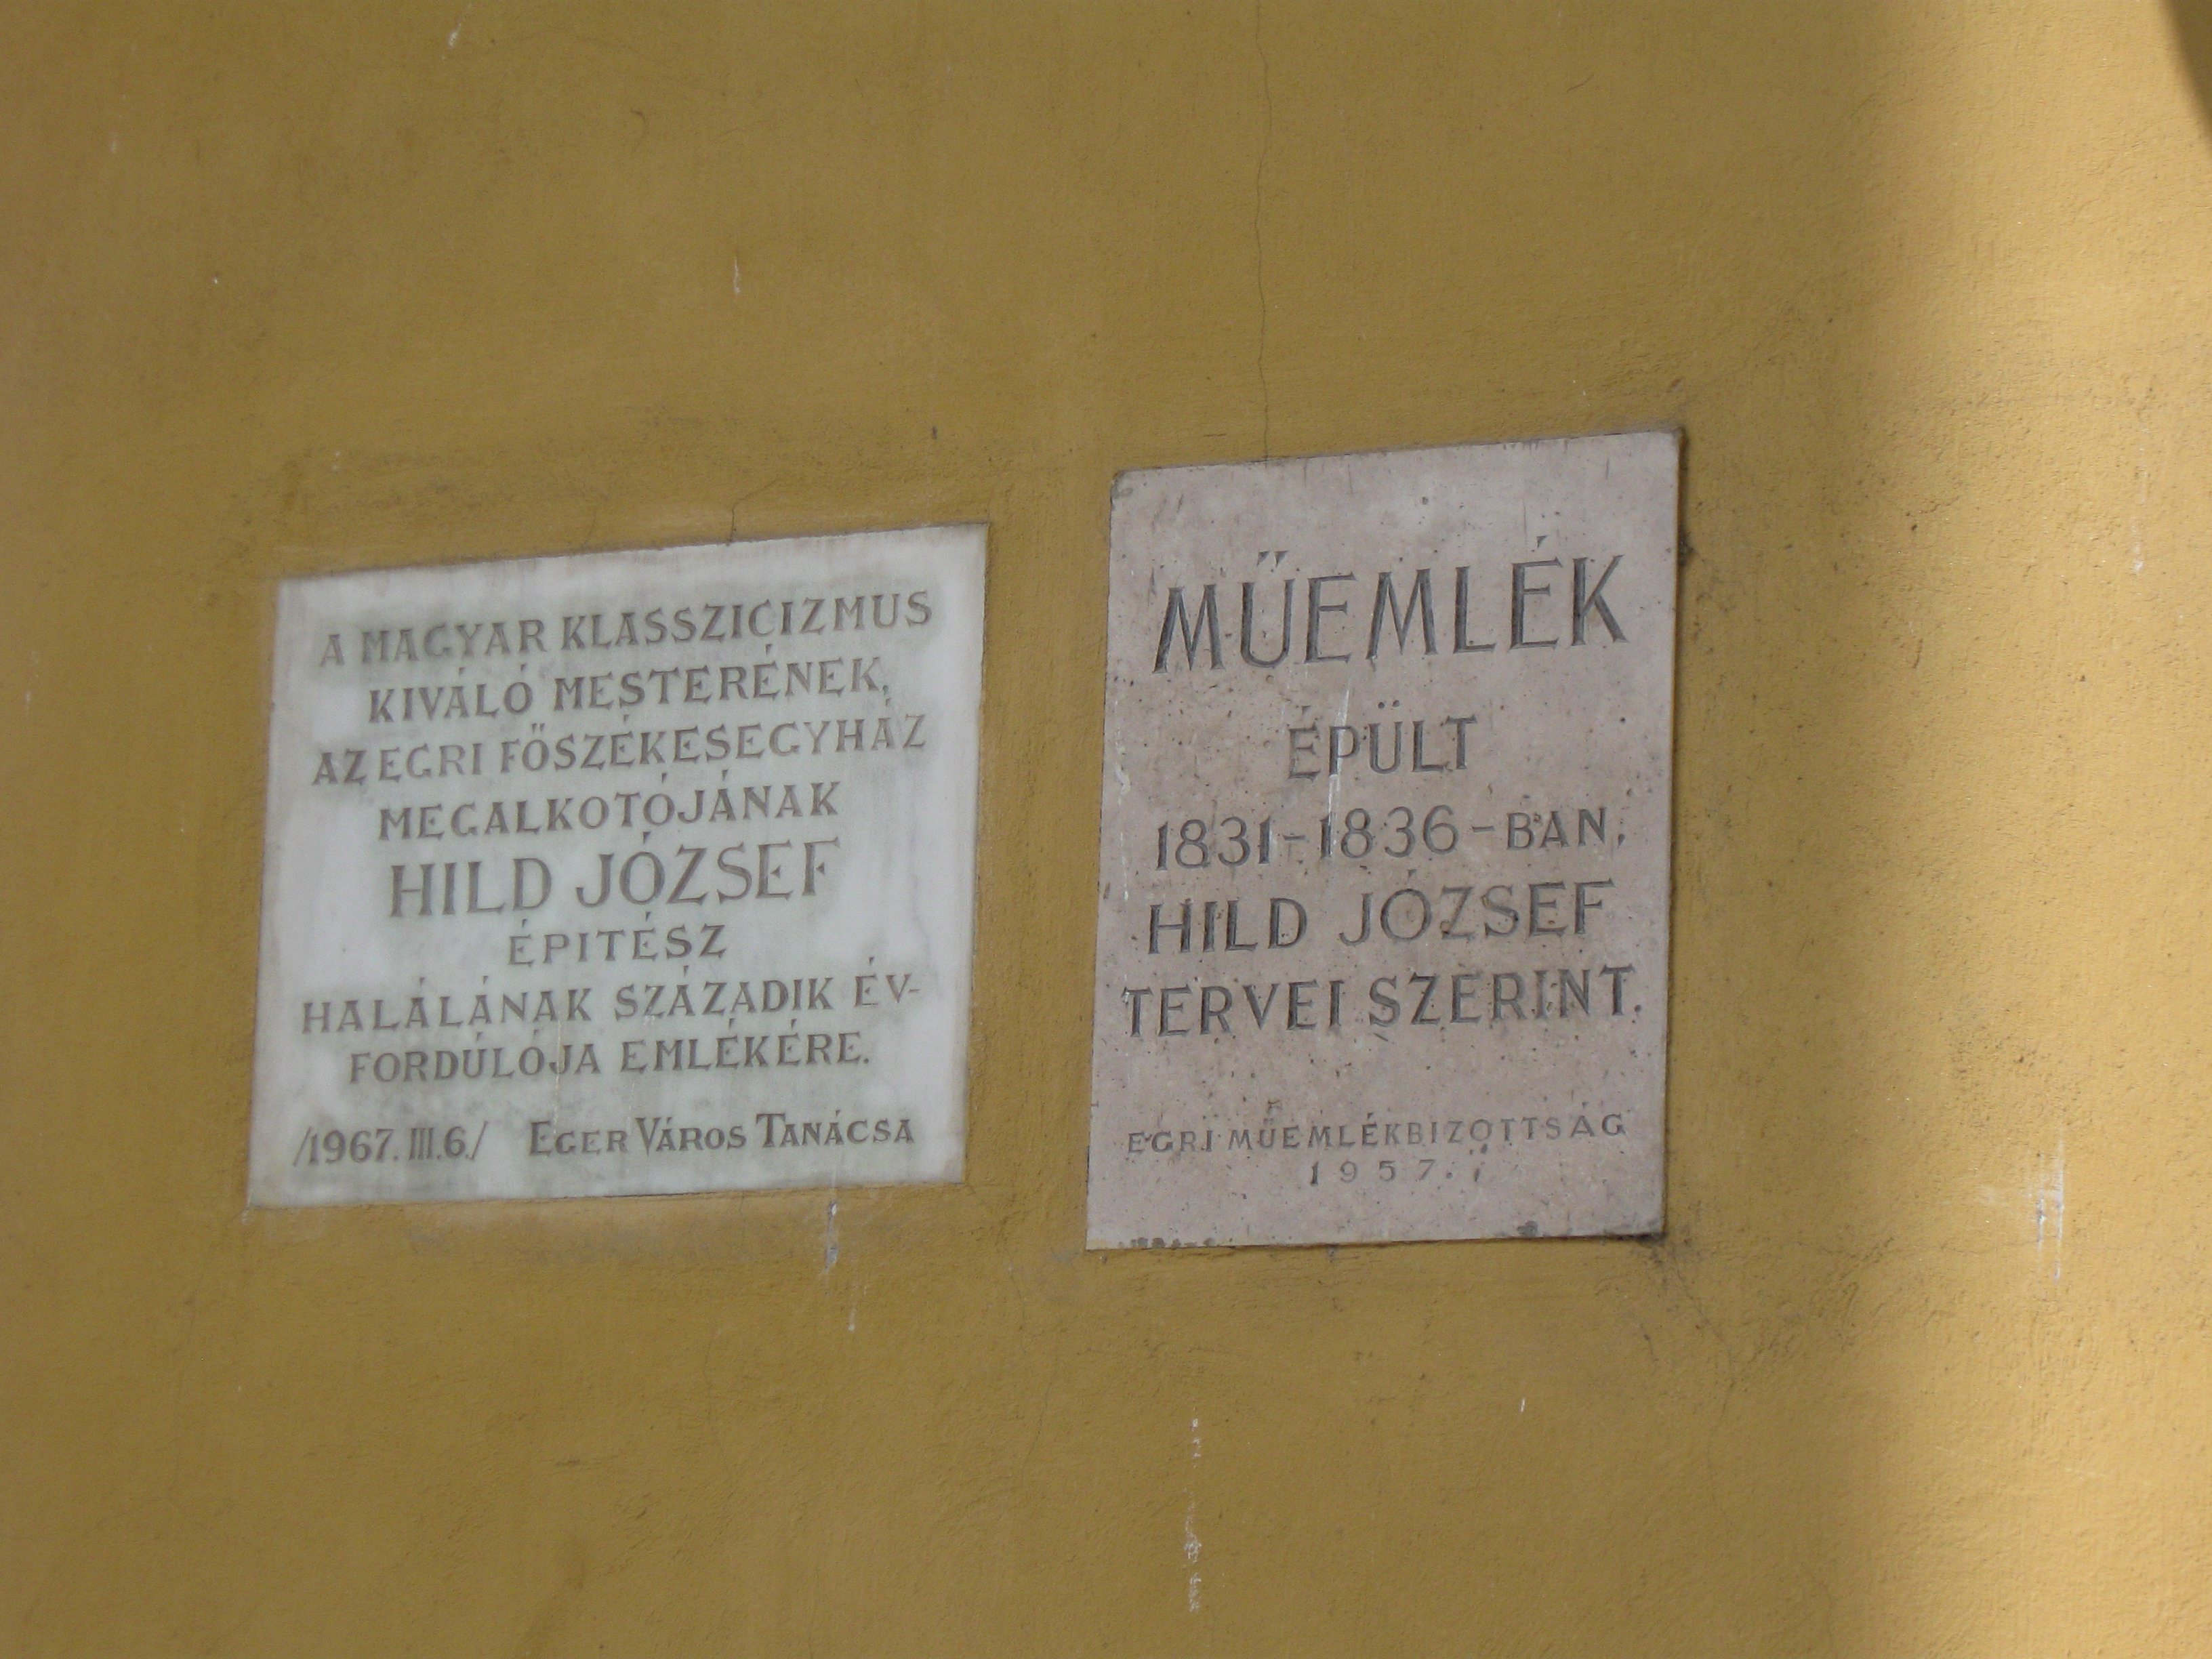 A MAGYAR KLASSZICIZMUS
KIVÁLÓ MESTERÉNEK,
AZ EGRI FŐSZÉKESEGYHÁZ
MEGALKOTÓJÁNAK
HILD JÓZSEF
ÉPITÉSZ
HALÁLÁNAK SZÁZADIK ÉV-
FORDÚLÓJA EMLÉKÉRE.
/1967. III. 6./ EGER VÁROS TANÁCSA
MŰEMLÉK
ÉPÜLT
1831-1836-BAN,
HILD JÓZSEF
TERVEI SZERINT.
EGRI MŰEMLÉKBIZOTTSÁG
1957.